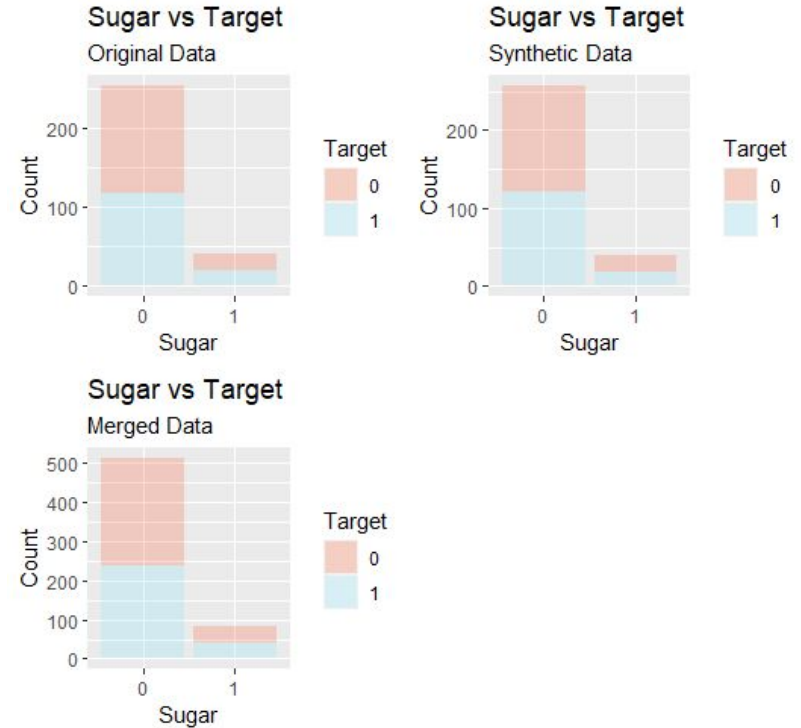 Sugar vs Target
Original Data
200
100
0
Count
0 1
Sugar
Target
0
1
Sugar vs Target
Synthetic Data
200
100
0
Count
0 1
Sugar
Target
0
1
Sugar vs Target
Merged Data
500
400
300
200
100
0
Count
0 1
Sugar
Target
0
1